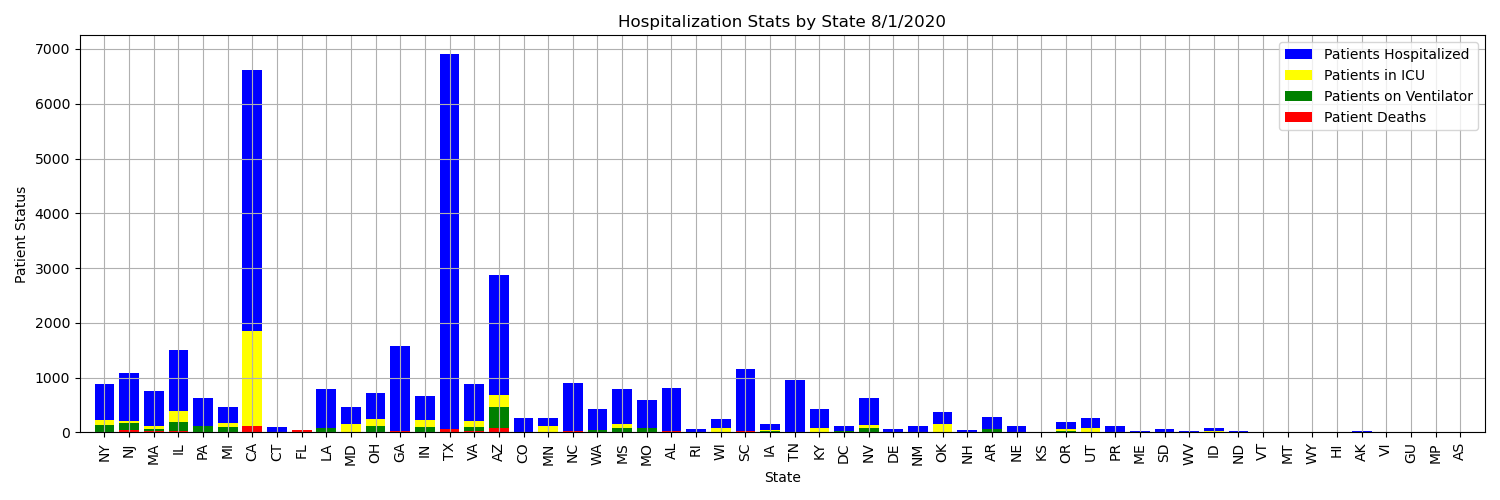 Hospitalization Stats by State 8/1/2020
7000
6000
5000
4000
3000
2000
1000
0
Patient Status
Patients Hospitalized
Patients in ICU
Patients on Ventilator
Patient Deaths
NY NJ MA IL PA MI CA CT FL LA MD OH GA IN TX VA AZ CO MN NC WA MS MO AL RI WI SC IA TN KY DC NV DE NM OK NH AR NE KS OR UT PR ME SD WV ID ND VT MT WY HI AK VI GU MP AS
State